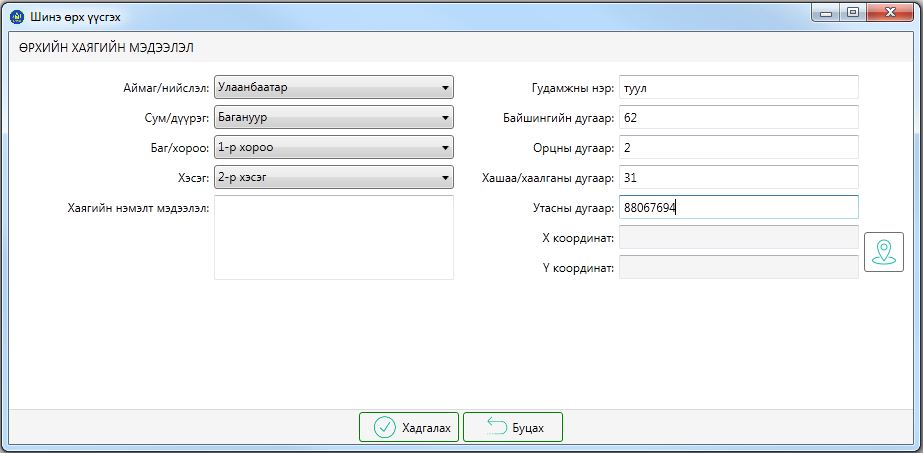 Шинэ өрх үүсгэх
ӨРХИЙН ХАЯГИЙН МЭДЭЭЛЭЛ
Аймаг/нийслэл: Улаанбаатар
Сум/дүүрэг: Багануур
Баг/хороо: 1-р хороо
Хэсэг: 2-р хэсэг
Хаягийн нэмэлт мэдээлэл:
Гудамжны нэр: туул
Байшингийн дугаар: 62
Орцны дугаар: 2
Хашаа/хаалганы дугаар: 31
Утасны дугаар: 88067694
X координат:
Y координат:
Хадгалах Буцах